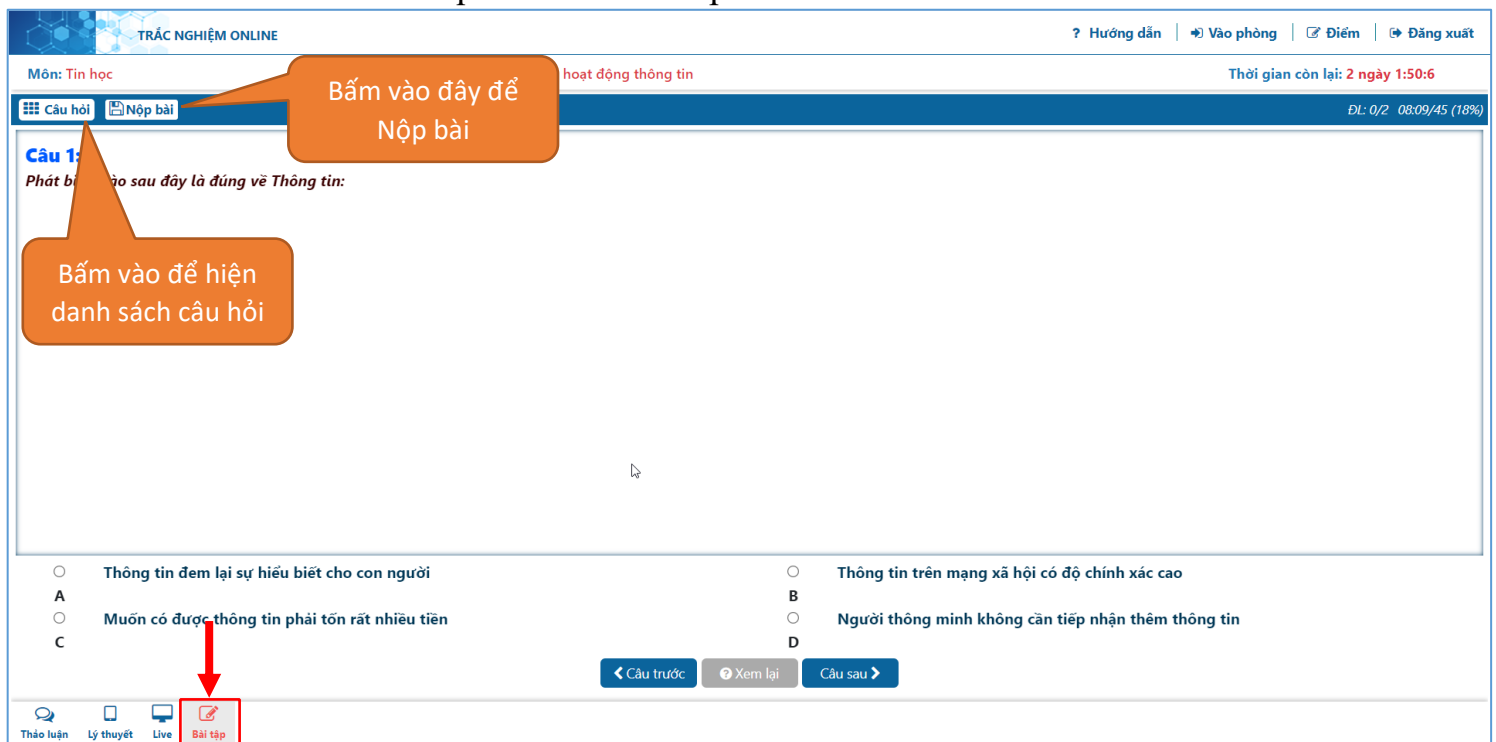 TRẮC NGHIỆM ONLINE
? Hướng dẫn
Vào phòng
Điểm
Đăng xuất
Môn: Tin học
hoạt động thông tin
Thời gian còn lại: 2 ngày 1:50:6
Câu hỏi
Nộp bài
ĐL: 0/2 08:09/45 (18%)
Bấm vào đây để
Nộp bài
Câu 1:
Phát sau đây là đúng về Thông tin:
Bấm vào để hiện
danh sách câu hỏi
Thông tin đem lại sự hiểu biết cho con người
A
Thông tin trên mạng xã hội có độ chính xác cao
B
Muốn có được thông tin phải tốn rất nhiều tiền
C
Người thông minh không cần tiếp nhận thêm thông tin
D
Câu trước
Xem lại
Câu sau
Thảo luận
Lý thuyết
Live
Bài tập